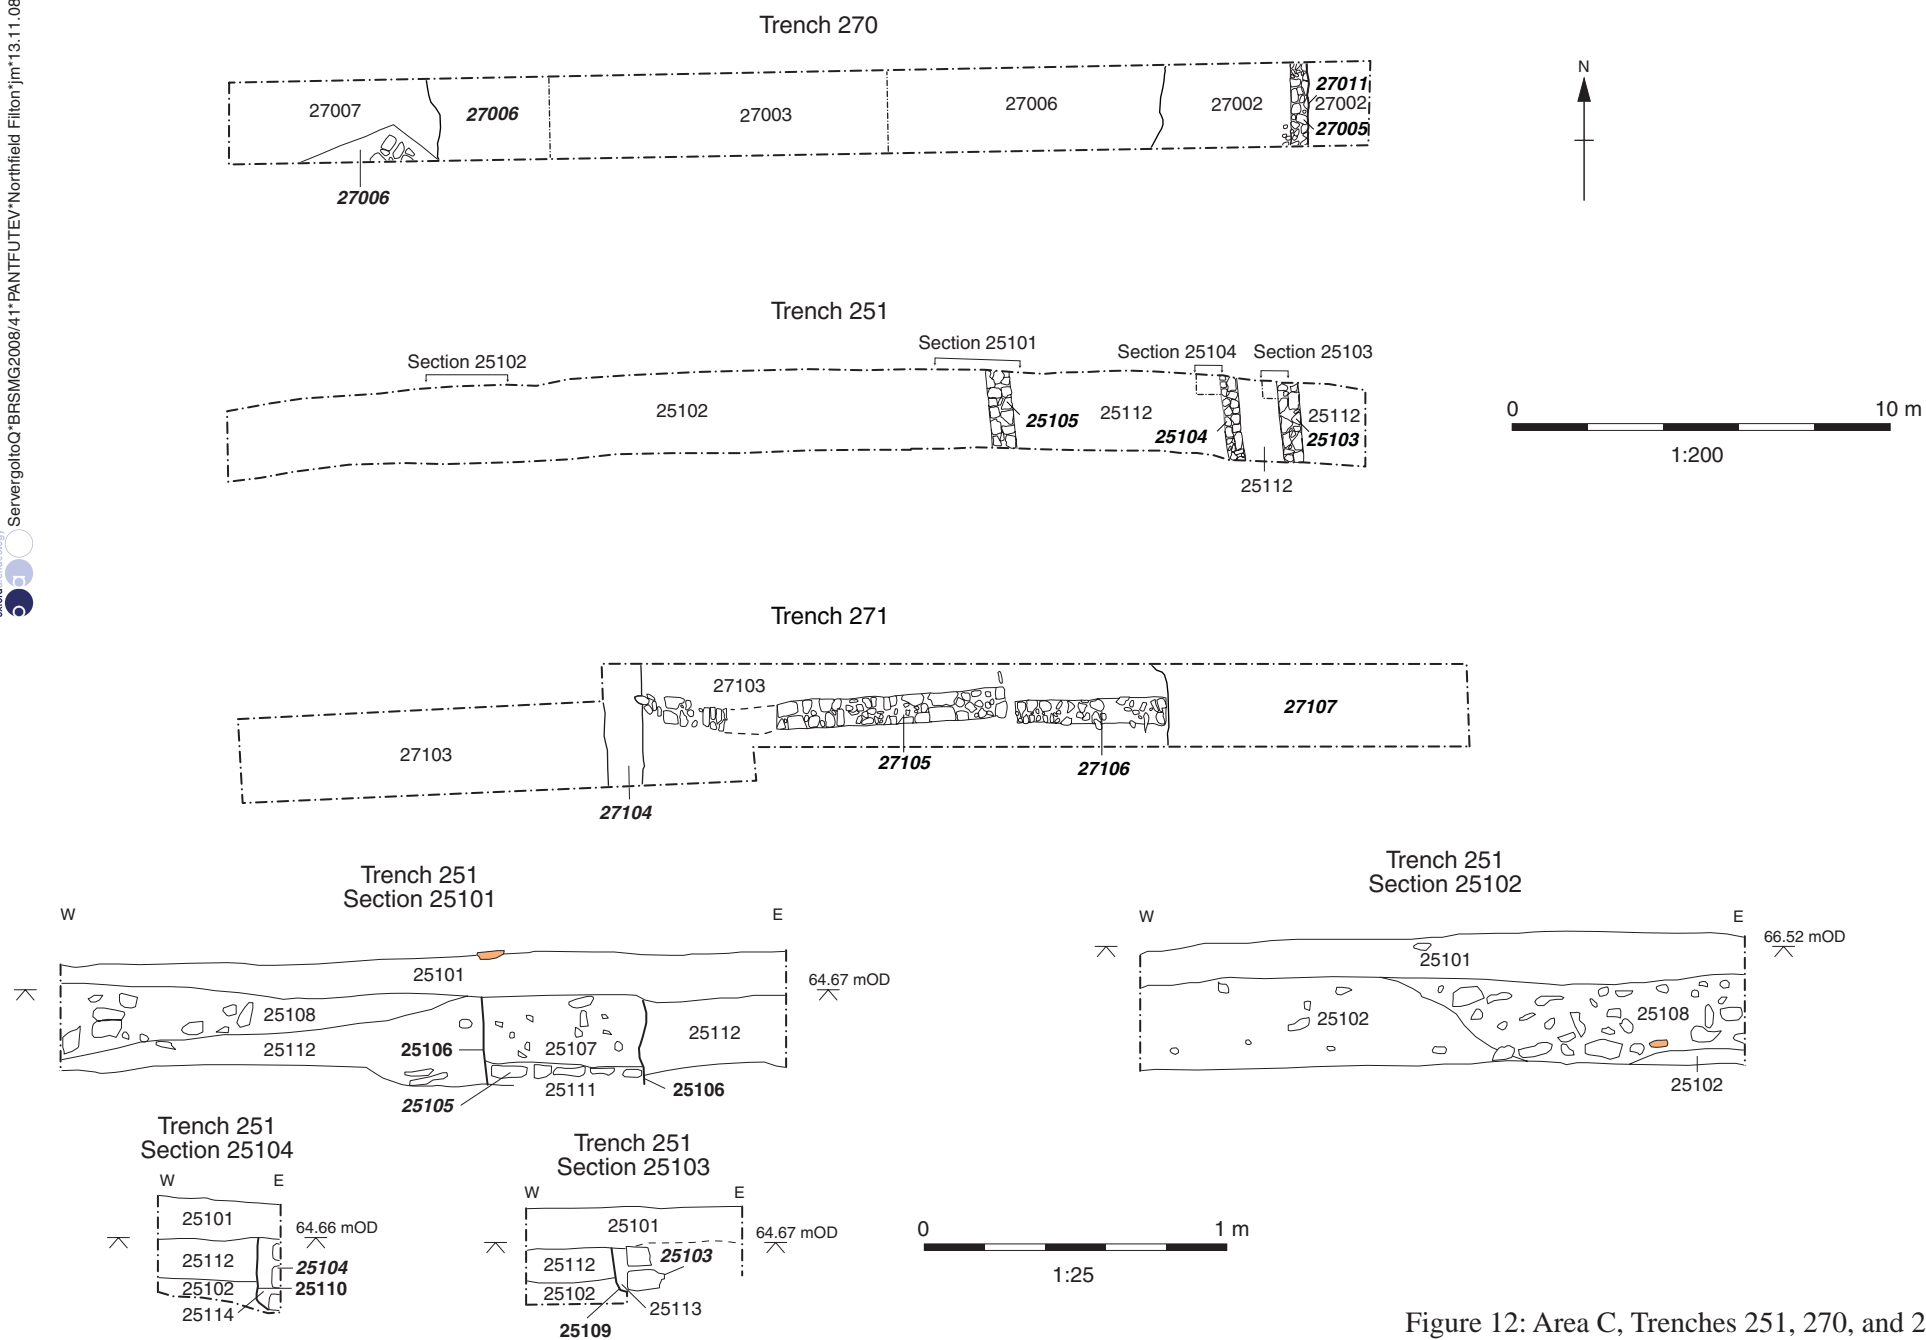 ServergoltoQ*BRSMG2008/41*PANTFUTEV*Northfield Filton*jm*13.11.08
Trench 270
27007
27006
27003
27006
27002
27011
27002
27005
27006
N
Trench 251
Section 25102
Section 25101
Section 25104
Section 25103
25102
25105
25112
25104
25112
25103
25112
0
10 m
1:200
Trench 271
27103
27103
27107
27105
27106
27104
Trench 251
Section 25101
W
E
25101
64.67 mOD
25108
25112
25106
25107
25112
25105
25111
25106
Trench 251
Section 25102
W
E
66.52 mOD
25101
25102
25108
25102
Trench 251
Section 25104
W
E
25101
64.66 mOD
25112
25104
25102
25110
25114
Trench 251
Section 25103
W
E
25101
64.67 mOD
25103
25112
25102
25113
25109
0
1 m
1:25
Figure 12: Area C, Trenches 251, 270, and 2